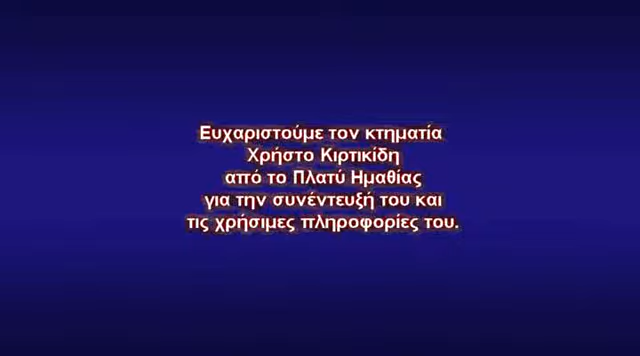 Ευχαριστούμε τον κτηματία
Χρήστο Κιρτικίδη
από το Πλατύ Ημαθίας
για την συνέντευξή του και
τις χρήσιμες πληροφορίες του.